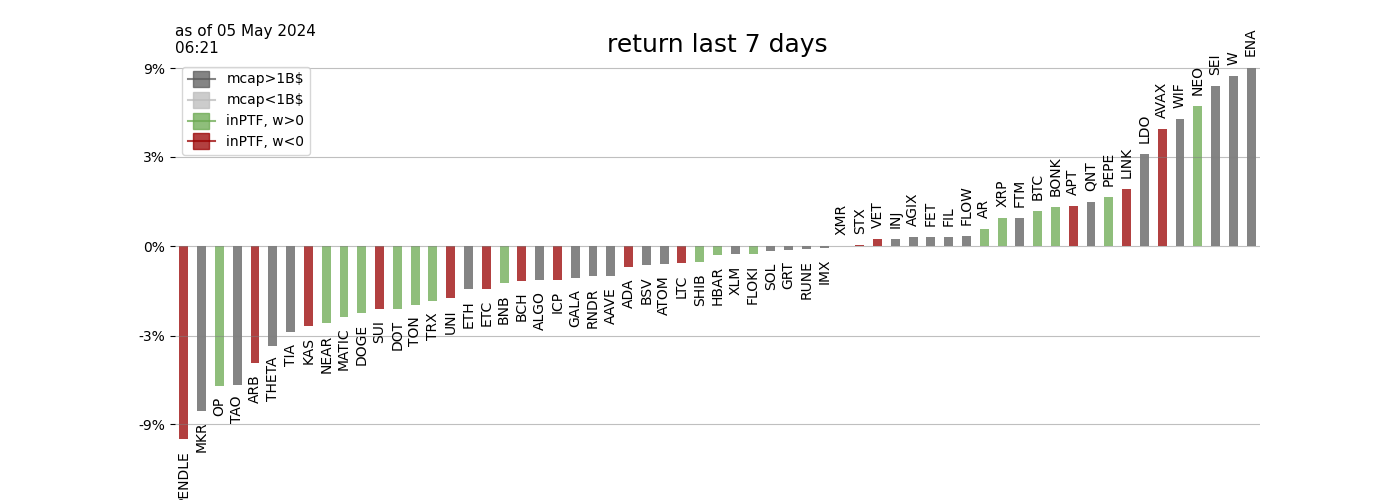 as of 05 May 2024
06:21
return last 7 days
mcap>1B$
mcap<1B$
inPTF, w>0
inPTF, w<0
9%
3%
0%
-3%
-9%
ENDLE
MKR
OP
TAO
ARB
THETA
TIA
KAS
NEAR
MATIC
DOGE
SUI
DOT
TON
TRX
UNI
ETH
ETC
BNB
BCH
ALGO
ICP
GALA
RNDR
AAVE
ADA
BSV
ATOM
LTC
SHIB
HBAR
XLM
FLOKI
SOL
GRT
RUNE
IMX
XMR
STX
VET
INJ
AGIX
FET
FIL
FLOW
AR
XRP
FTM
BTC
BONK
APT
QNT
PEPE
LINK
LDO
AVAX
WIF
NEO
SEI
W
ENA